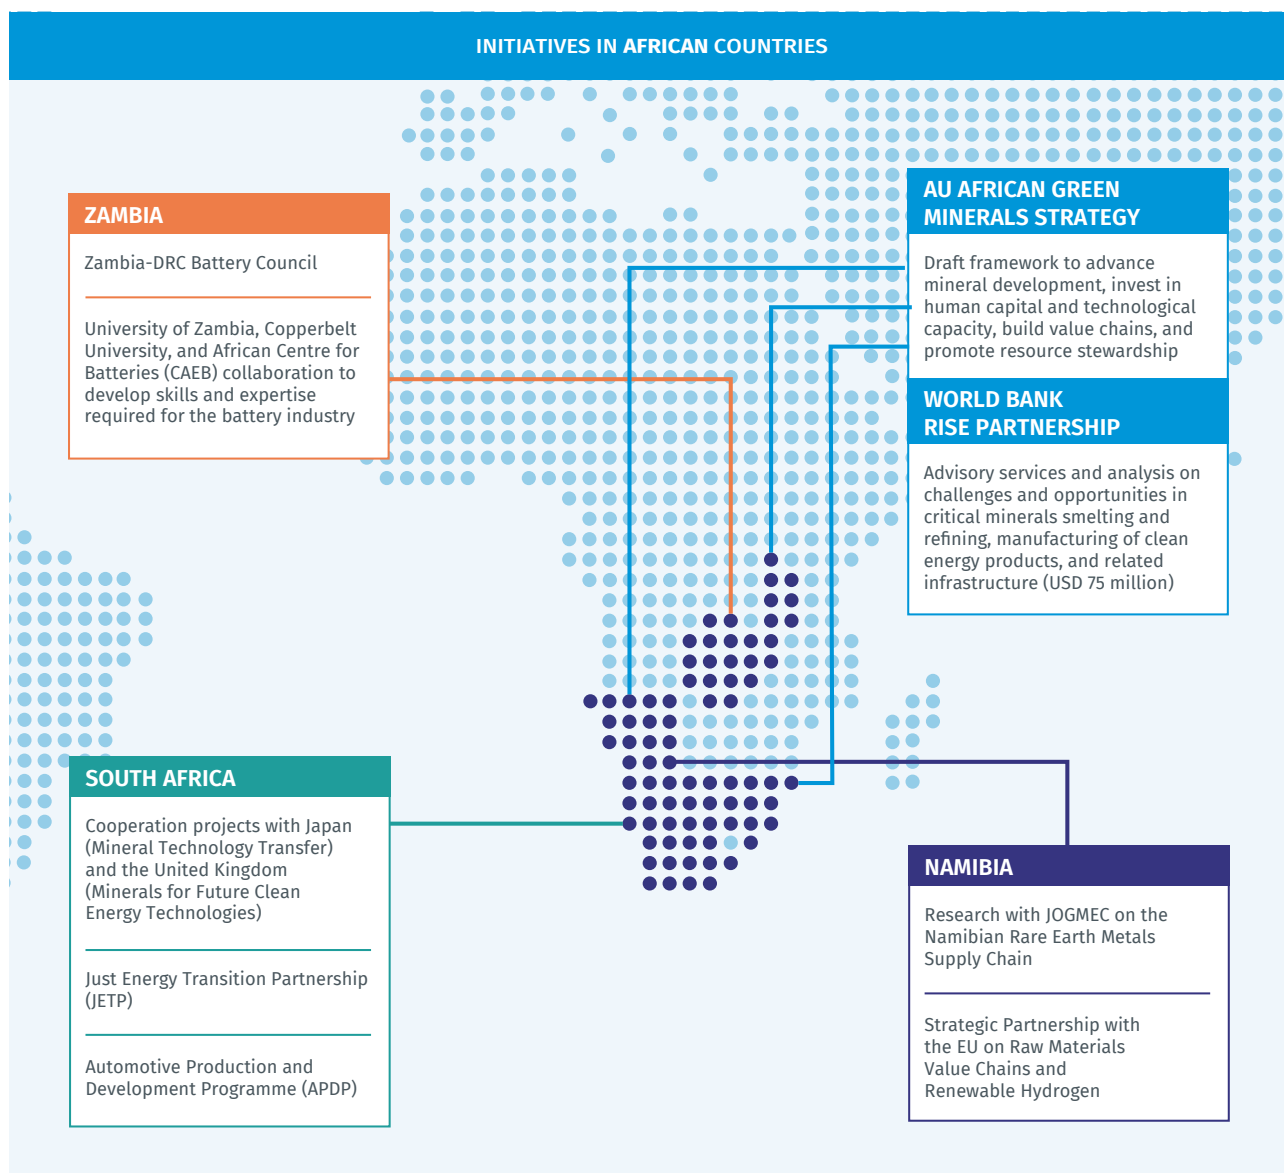 INITIATIVES IN AFRICAN COUNTRIES
ZAMBIA
Zambia-DRC Battery Council
University of Zambia, Copperbelt
University, and African Centre for
Batteries (CAEB) collaboration to
develop skills and expertise
required for the battery industry
AU AFRICAN GREEN
MINERALS STRATEGY
Draft framework to advance
mineral development, invest in
human capital and technological
capacity, build value chains, and
promote resource stewardship
WORLD BANK
RISE PARTNERSHIP
Advisory services and analysis on
challenges and opportunities in
critical minerals smelting and
refining, manufacturing of clean
energy products, and related
infrastructure (USD 75 million)
SOUTH AFRICA
Cooperation projects with Japan
(Mineral Technology Transfer)
and the United Kingdom
(Minerals for Future Clean
Energy Technologies)
Just Energy Transition Partnership
(JETP)
Automotive Production and
Development Programme (APDP)
NAMIBIA
Research with JOGMEC on the
Namibian Rare Earth Metals
Supply Chain
Strategic Partnership with
the EU on Raw Materials
Value Chains and
Renewable Hydrogen